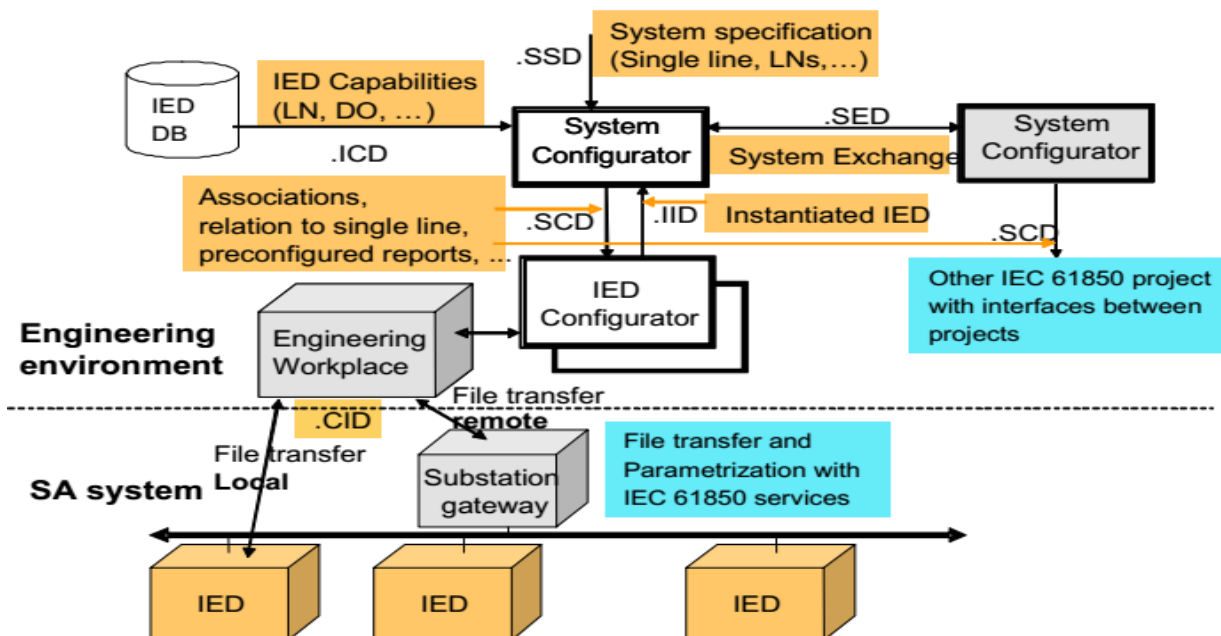 System specification
(Single line, LNs,…)
.SSD
IED Capabilities
(LN, DO, …)
IED
DB
.ICD
System
Configurator
.SED
System
Configurator
System Exchange
Associations,
relation to single line,
preconfigured reports, ...
.SCD
.IID
Instantiated IED
.SCD
IED
Configurator
Other IEC 61850 project
with interfaces between
projects
Engineering
environment
Engineering
Workplace
File transfer
remote
.CID
File transfer
Local
SA system
Substation
gateway
File transfer and
Parametrization with
IEC 61850 services
IED
IED
IED